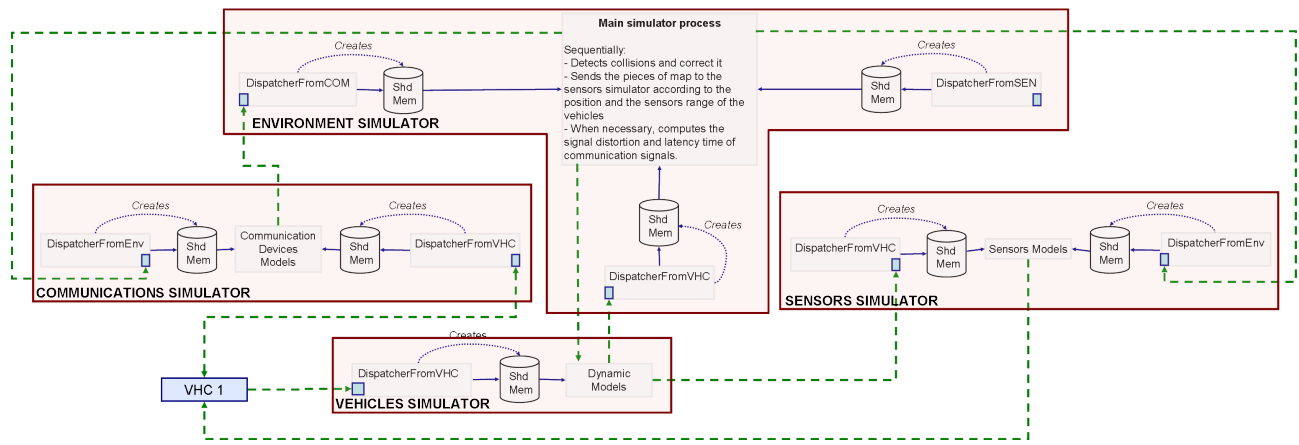 Main simulator process
Sequentially:
- Detects collisions and correct it
- Sends the pieces of map to the
sensors simulator according to the
position and the sensors range of the
vehicles
- When necessary, computes the
signal distortion and latency time of
communication signals.
Creates
DispatcherFromCOM
Shd
Mem
ENVIRONMENT SIMULATOR
Creates
DispatcherFromSEN
Shd
Mem
Shd
Mem
Creates
DispatcherFromVHC
Creates
DispatcherFromEnv
Shd
Mem
Communication
Devices
Models
Creates
Shd
Mem
DispatcherFromVHC
COMMUNICATIONS SIMULATOR
Creates
DispatcherFromVHC
Shd
Mem
Sensors Models
Creates
Shd
Mem
DispatcherFromEnv
SENSORS SIMULATOR
VHC 1
Creates
DispatcherFromVHC
Shd
Mem
Dynamic
Models
VEHICLES SIMULATOR